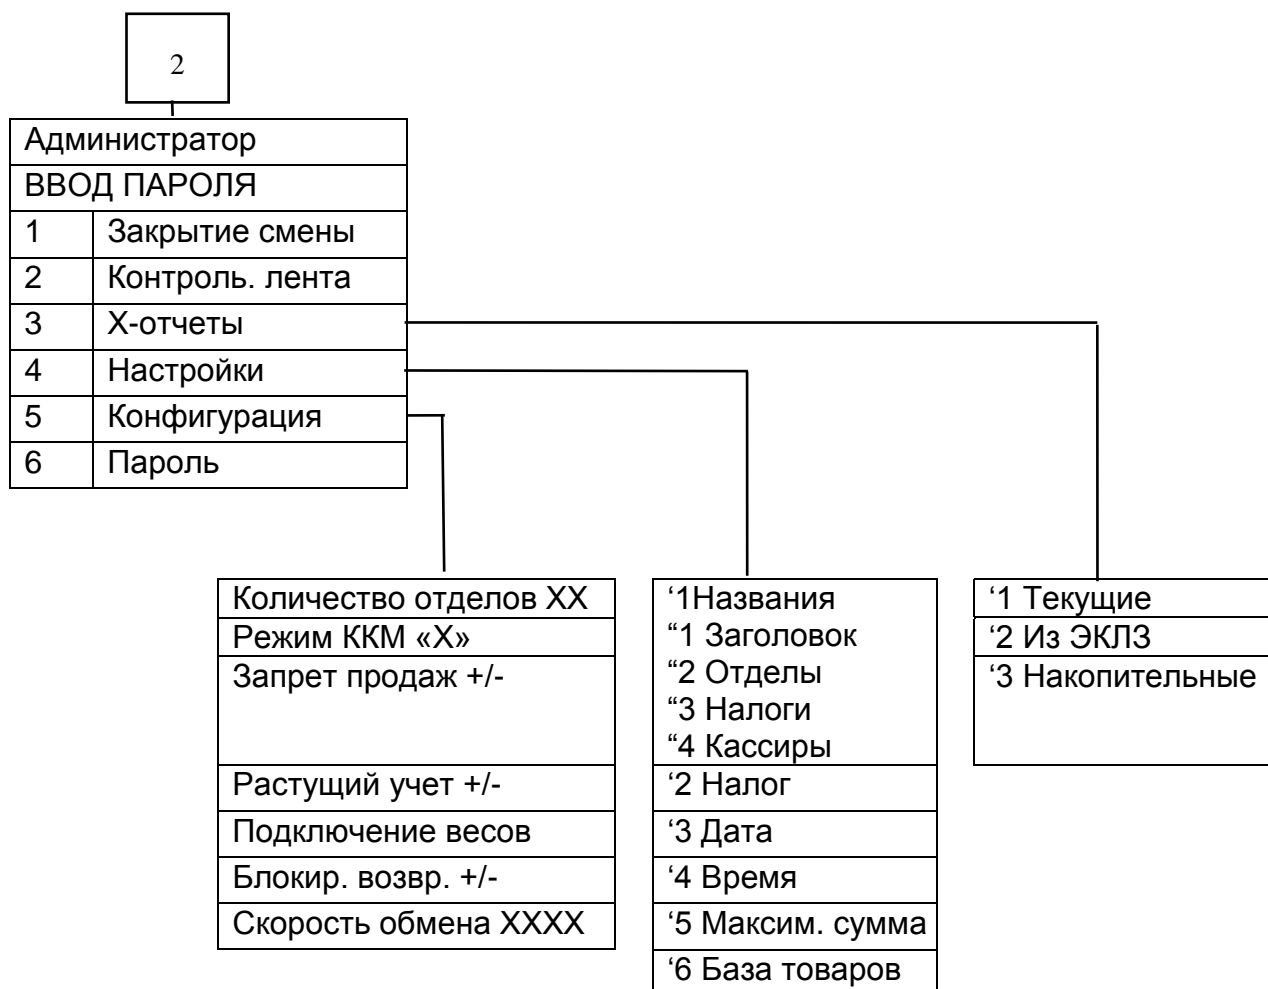 2
Администратор
ВВОД ПАРОЛЯ
1 Закрытие смены
2 Контроль. лента
3 Х-отчеты
4 Настройки
5 Конфигурация
6 Пароль
Количество отделов ХХ
Режим ККМ «Х»
Запрет продаж +/-
Растущий учет +/-
Подключение весов
Блокир. возвр. +/-
Скорость обмена ХХХХ
‘1Названия
“1 Заголовок
“2 Отделы
“3 Налоги
“4 Кассиры
‘2 Налог
‘3 Дата
‘4 Время
‘5 Максим. сумма
‘6 База товаров
‘1 Текущие
‘2 Из ЭКЛЗ
‘3 Накопительные